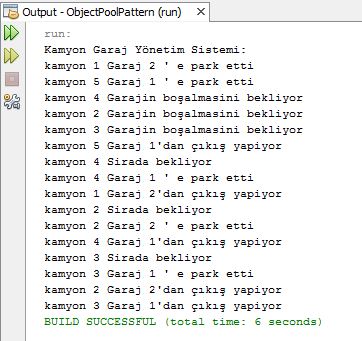 Output - ObjectPoolPattern (run)
run:
Kamyon Garaj Yönetim Sistemi:
kamyon 1 Garaj 2 ' e park etti
kamyon 5 Garaj 1 ' e park etti
kamyon 4 Garajin boşalmasini bekliyor
kamyon 2 Garajin boşalmasini bekliyor
kamyon 3 Garajin boşalmasini bekliyor
kamyon 5 Garaj 1'dan çıkış yapiyor
kamyon 4 Sirada bekliyor
kamyon 4 Garaj 1 ' e park etti
kamyon 1 Garaj 2'dan çıkış yapiyor
kamyon 2 Sirada bekliyor
kamyon 2 Garaj 2 ' e park etti
kamyon 4 Garaj 1'dan çıkış yapiyor
kamyon 3 Sirada bekliyor
kamyon 3 Garaj 1 ' e park etti
kamyon 2 Garaj 2'dan çıkış yapiyor
kamyon 3 Garaj 1'dan çıkış yapiyor
BUILD SUCCESSFUL (total time: 6 seconds)